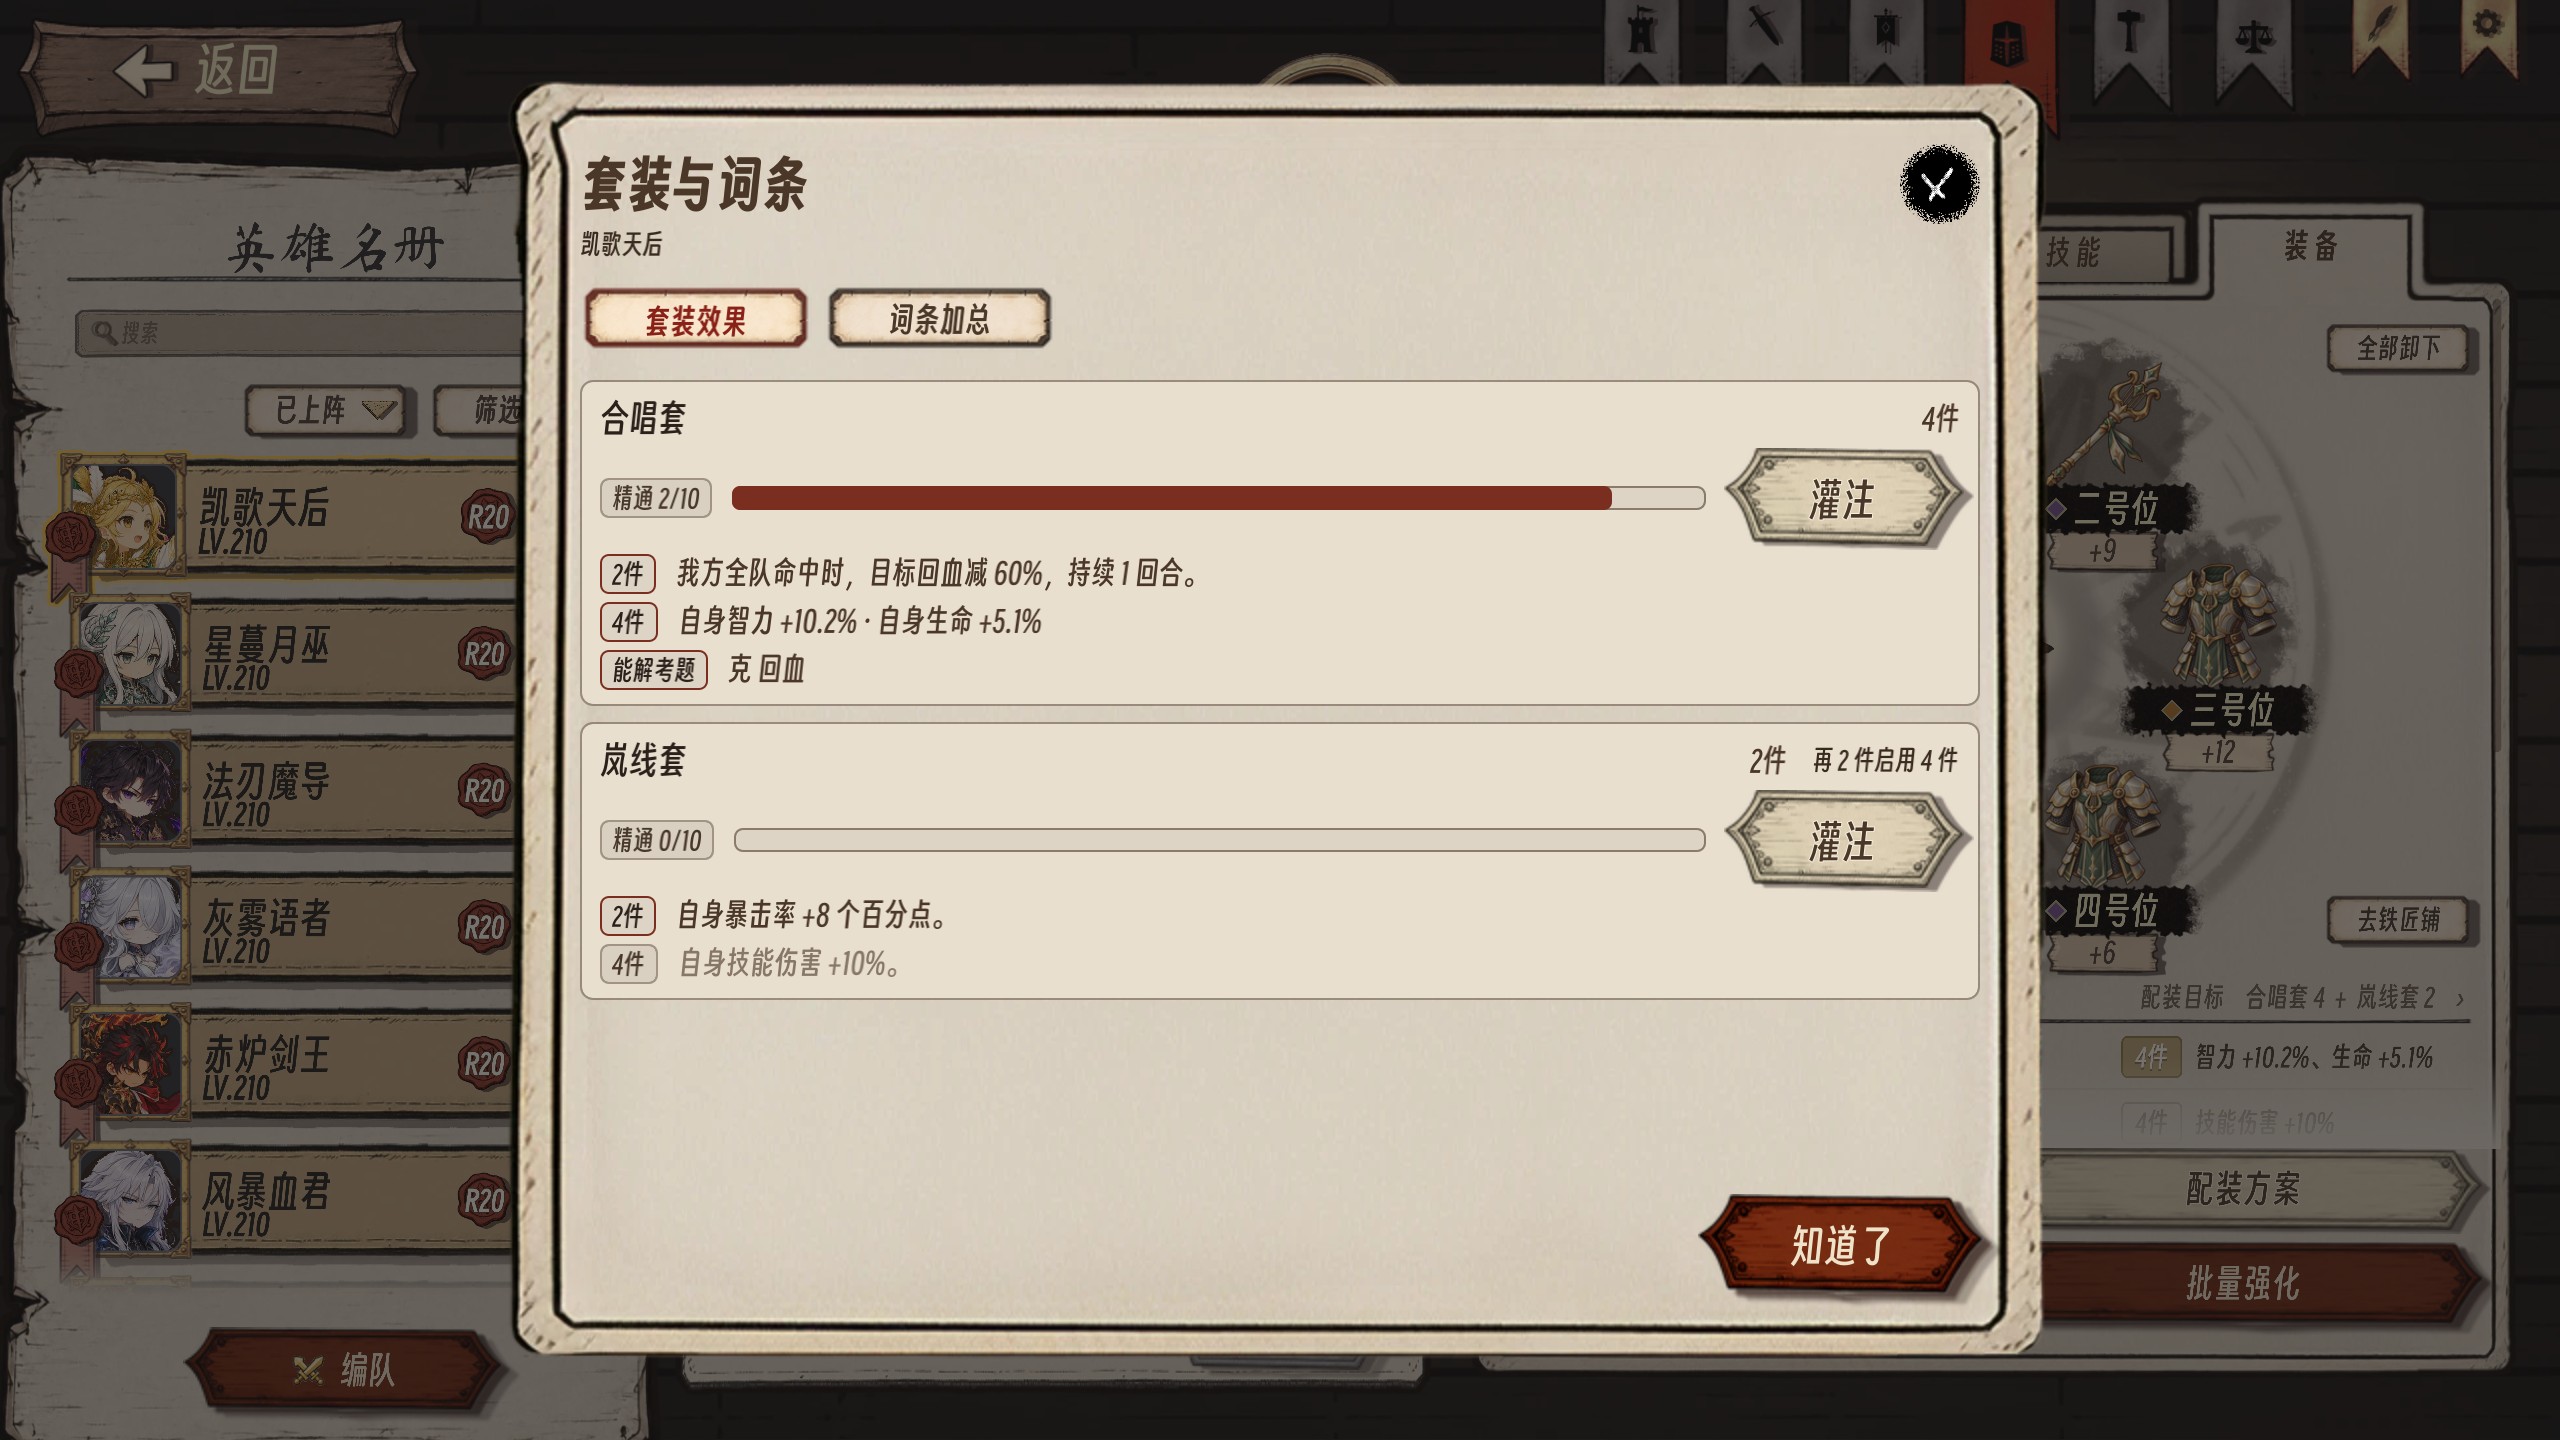 返回
英雄名册
搜索
已上阵
筛选
凯歌天后
LV.210
R20
星蔓月巫
LV.210
R20
法刃魔导
LV.210
R20
灰雾语者
LV.210
R20
赤炉剑王
LV.210
R20
风暴血君
LV.210
R20
编队
套装与词条
凯歌天后
套装效果 词条加总
合唱套 4件
精通 2/10 灌注
2件 我方全队命中时，目标回血减 60%，持续 1 回合。
4件 自身智力 +10.2% · 自身生命 +5.1%
能解考题 克 回血
岚线套 2件 再 2 件启用 4 件
精通 0/10 灌注
2件 自身暴击率 +8 个百分点。
4件 自身技能伤害 +10%。
知道了
技能 装备
全部卸下
二号位
+9
三号位
+12
四号位
+6
去铁匠铺
配装目标 合唱套 4 + 岚线套 2 ›
4件 智力 +10.2%、生命 +5.1%
4件 技能伤害 +10%
配装方案
批量强化